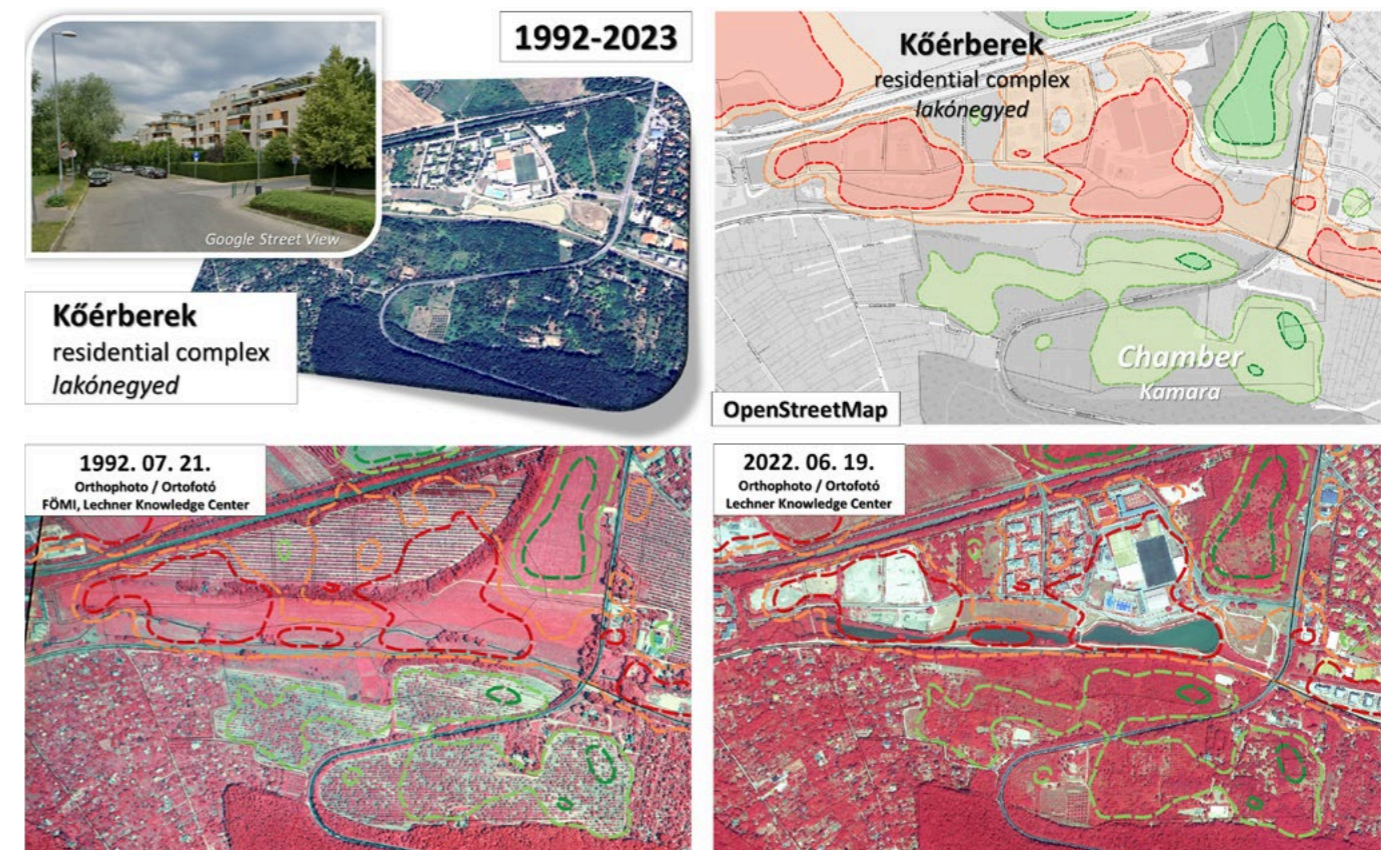 1992-2023
Google Street View
Kőérberek
residential complex
lakónegyed
Kőérberek
residential complex
lakónegyed
Chamber
Kamara
OpenStreetMap
1992. 07. 21.
Orthophoto / Ortofotó
FÖMI, Lechner Knowledge Center
2022. 06. 19.
Orthophoto / Ortofotó
Lechner Knowledge Center